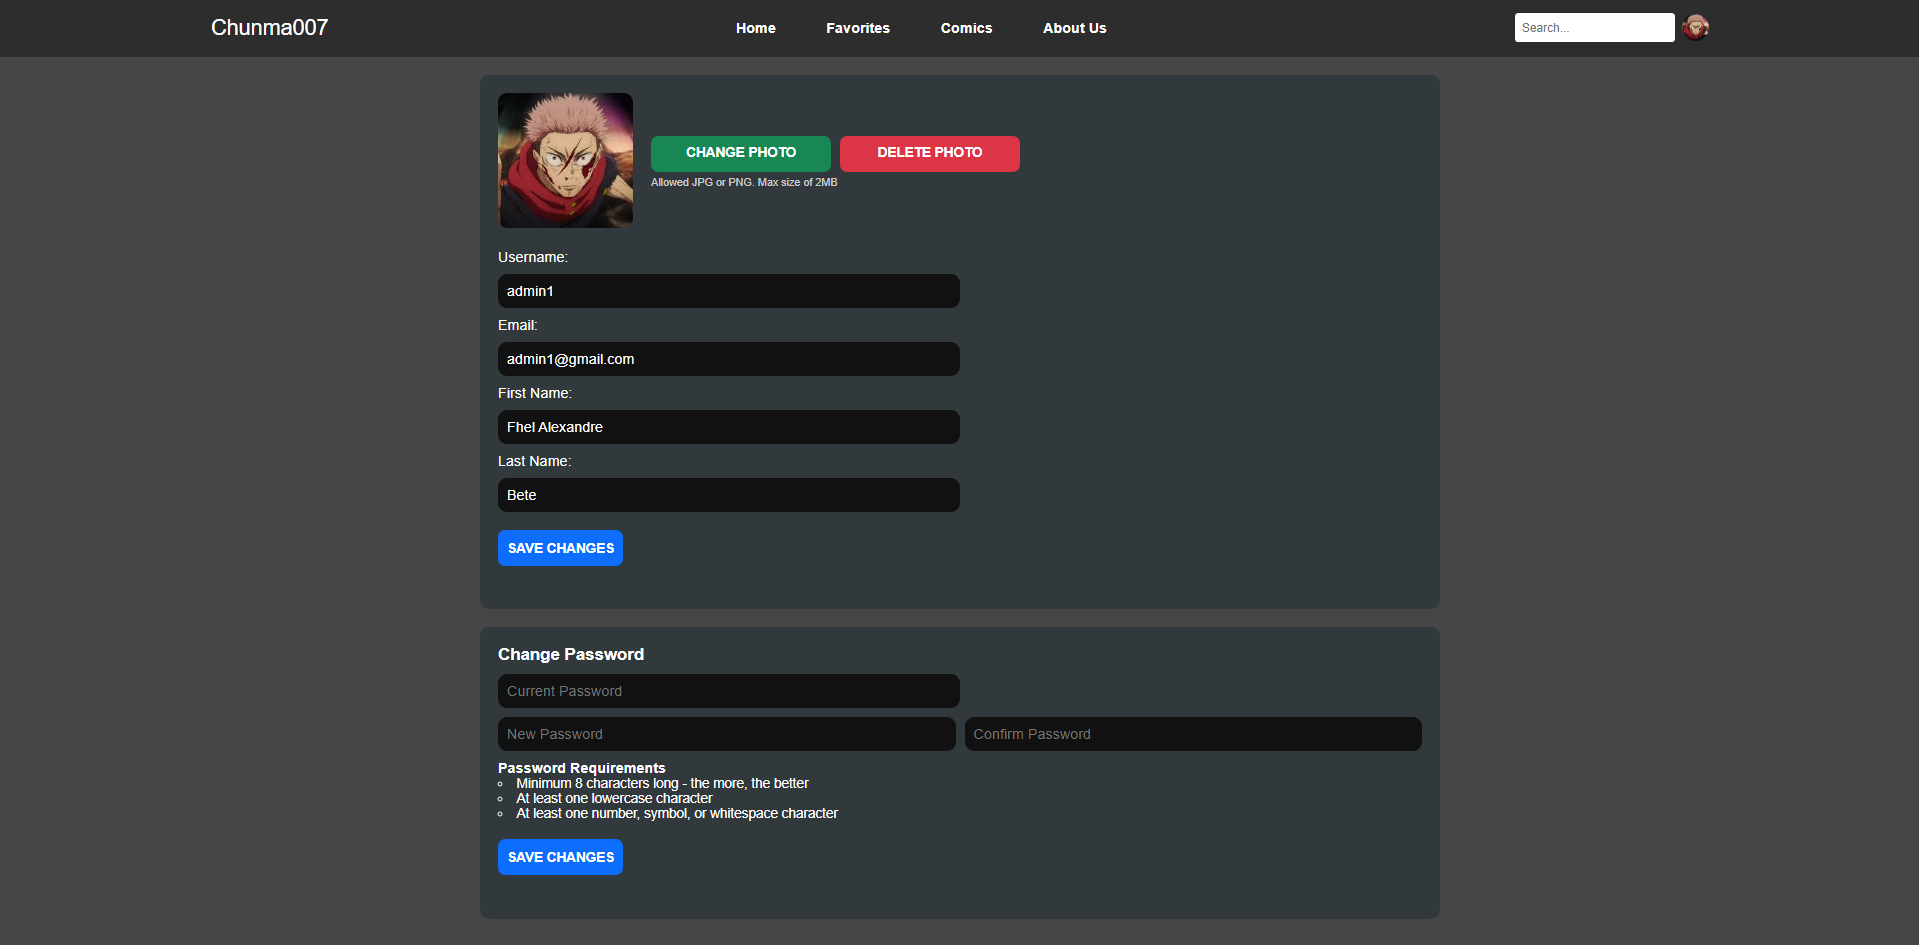 Chunma007
Home Favorites Comics About Us
Search...
CHANGE PHOTO DELETE PHOTO
Allowed JPG or PNG. Max size of 2MB
Username:
admin1
Email:
admin1@gmail.com
First Name:
Fhel Alexandre
Last Name:
Bete
SAVE CHANGES
Change Password
Current Password
New Password Confirm Password
Password Requirements
Minimum 8 characters long - the more, the better
At least one lowercase character
At least one number, symbol, or whitespace character
SAVE CHANGES